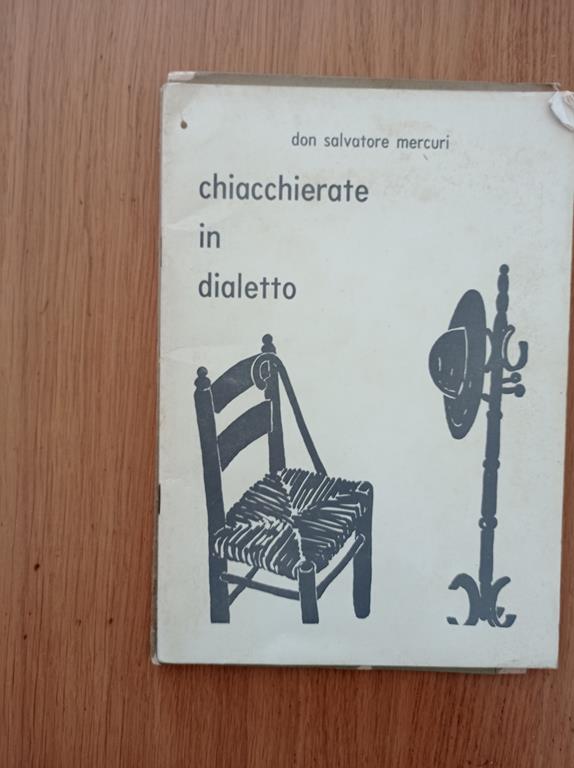 don salvatore mercuri
chiacchierate
in
dialetto